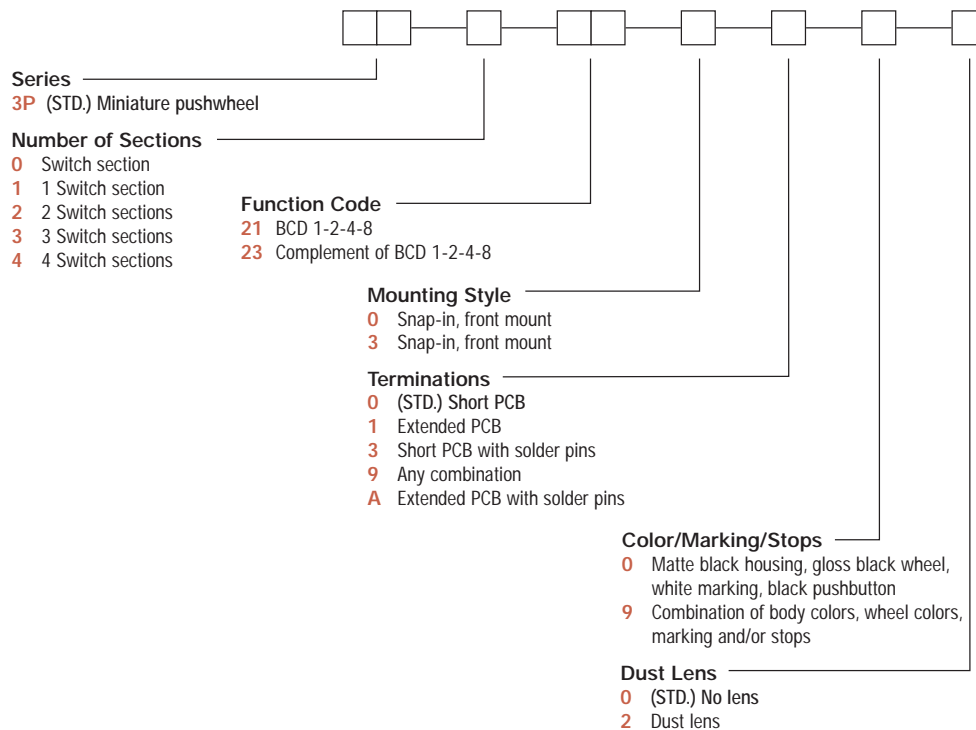 Series
3P (STD.) Miniature pushwheel
Number of Sections
0 Switch section
1 1 Switch section
2 2 Switch sections
3 3 Switch sections
4 4 Switch sections
Function Code
21 BCD 1-2-4-8
23 Complement of BCD 1-2-4-8
Mounting Style
0 Snap-in, front mount
3 Snap-in, front mount
Terminations
0 (STD.) Short PCB
1 Extended PCB
3 Short PCB with solder pins
9 Any combination
A Extended PCB with solder pins
Color/Marking/Stops
0 Matte black housing, gloss black wheel,
white marking, black pushbutton
9 Combination of body colors, wheel colors,
marking and/or stops
Dust Lens
0 (STD.) No lens
2 Dust lens